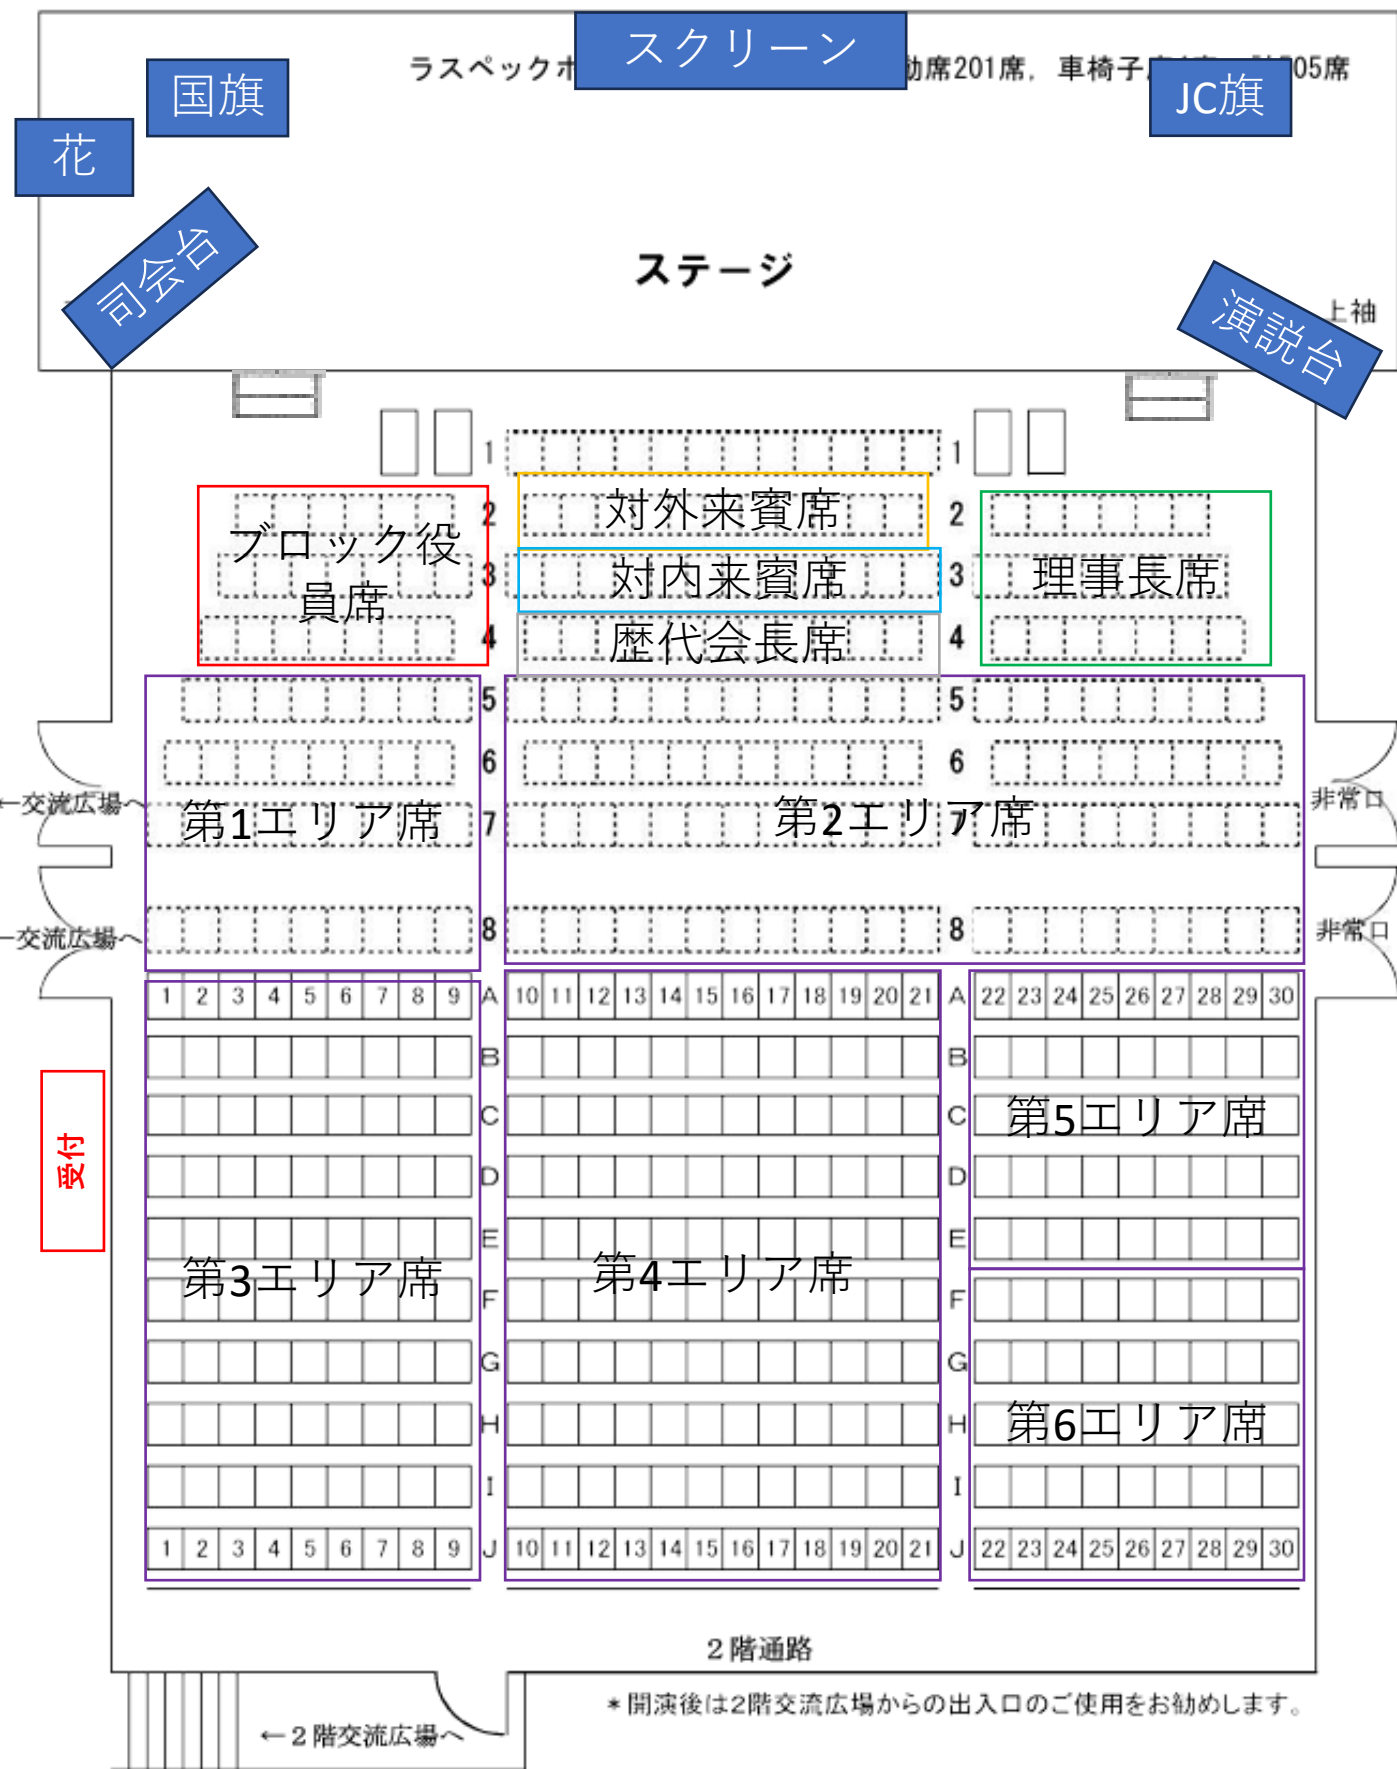 スクリーン
ラスペックホ 動席201席, 車椅子 05席
国旗
JC旗
花
司会台
ステージ
上袖
演説台
1 1
2 対外来賓席 2
ブロック役
員席
3 対内来賓席 3 理事長席
4 歴代会長席 4
5 5
6 6
←交流広場へ 第1エリア席 7 第2エリア席 7 非常口
←交流広場へ 8 8 非常口
1 2 3 4 5 6 7 8 9 A 10 11 12 13 14 15 16 17 18 19 20 21 A 22 23 24 25 26 27 28 29 30
B B
C C 第5エリア席
受付
D D
E E
第3エリア席 第4エリア席
F F
G G
H H 第6エリア席
I I
1 2 3 4 5 6 7 8 9 J 10 11 12 13 14 15 16 17 18 19 20 21 J 22 23 24 25 26 27 28 29 30
2階通路
*開演後は2階交流広場からの出入口のご使用をお勧めします。
←2階交流広場へ